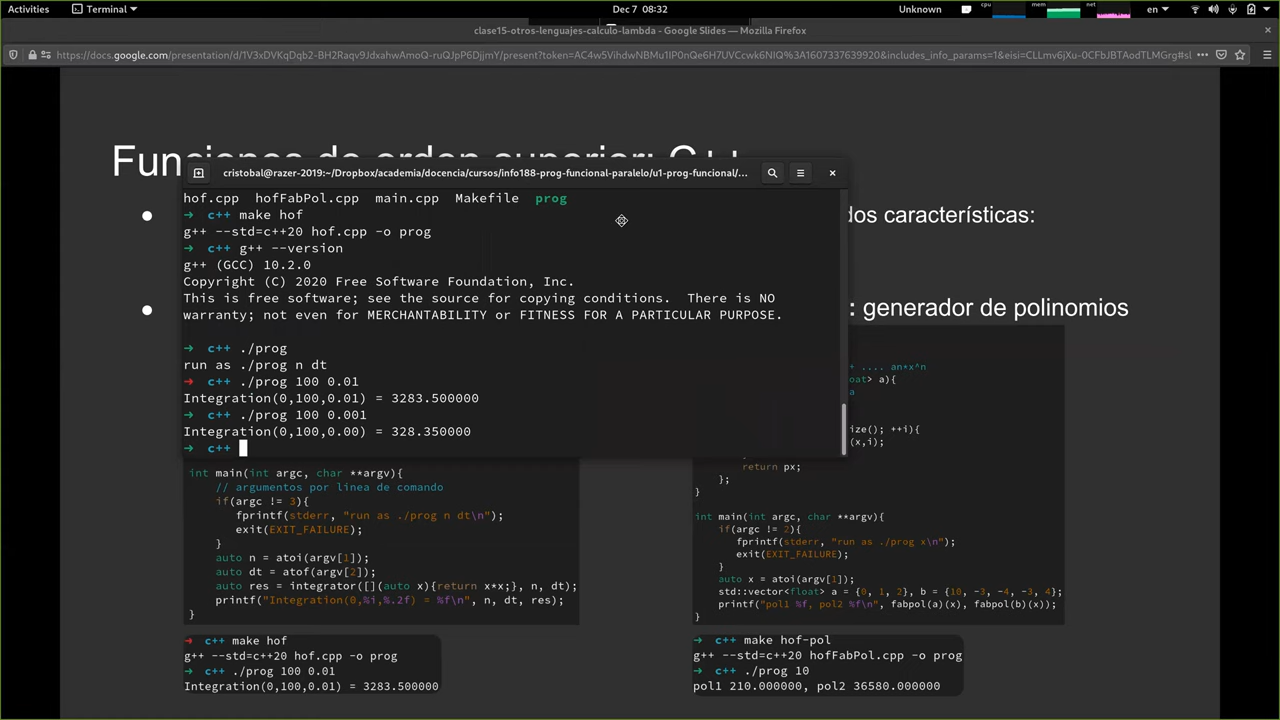 Activities
Terminal
Dec 7 08:32
Unknown
cpu
mem
net
en
clase15-otros-lenguajes-calculo-lambda - Google Slides — Mozilla Firefox
https://docs.google.com/presentation/d/1V3xDVKqDqb2-BH2Raqv9JdxahwAmoQ-ruQJpP6DjjmY/present?token=AC4w5VihdwNBMu1IP0nQe6H7UVCcwk6NIQ%3A1607337639920&includes_info_params=1&eisi=CLLmv6jXu-0CFbJBTAodTLMGrg#sl
Funciones de orden superior: C++
cristobal@razer-2019:~/Dropbox/academia/docencia/cursos/info188-prog-funcional-paralelo/u1-prog-funcional/...
hof.cpp hofFabPol.cpp main.cpp Makefile prog
➜ c++ make hof
g++ --std=c++20 hof.cpp -o prog
➜ c++ g++ --version
g++ (GCC) 10.2.0
Copyright (C) 2020 Free Software Foundation, Inc.
This is free software; see the source for copying conditions. There is NO
warranty; not even for MERCHANTABILITY or FITNESS FOR A PARTICULAR PURPOSE.
➜ c++ ./prog
run as ./prog n dt
➜ c++ ./prog 100 0.01
Integration(0,100,0.01) = 3283.500000
➜ c++ ./prog 100 0.001
Integration(0,100,0.00) = 328.350000
➜ c++
dos características:
: generador de polinomios
+ .... an*x^n
float> a){
a
ize(); ++i){
(x,i);
return px;
};
}
int main(int argc, char **argv){
// argumentos por linea de comando
if(argc != 3){
fprintf(stderr, "run as ./prog n dt\n");
exit(EXIT_FAILURE);
}
auto n = atoi(argv[1]);
auto dt = atof(argv[2]);
auto res = integrator([](auto x){return x*x;}, n, dt);
printf("Integration(0,%i,%.2f) = %f\n", n, dt, res);
}
int main(int argc, char **argv){
if(argc != 2){
fprintf(stderr, "run as ./prog x\n");
exit(EXIT_FAILURE);
}
auto x = atoi(argv[1]);
std::vector<float> a = {0, 1, 2}, b = {10, -3, -4, -3, 4};
printf("pol1 %f, pol2 %f\n", fabpol(a)(x), fabpol(b)(x));
}
➜ c++ make hof
g++ --std=c++20 hof.cpp -o prog
➜ c++ ./prog 100 0.01
Integration(0,100,0.01) = 3283.500000
➜ c++ make hof-pol
g++ --std=c++20 hofFabPol.cpp -o prog
➜ c++ ./prog 10
pol1 210.000000, pol2 36580.000000